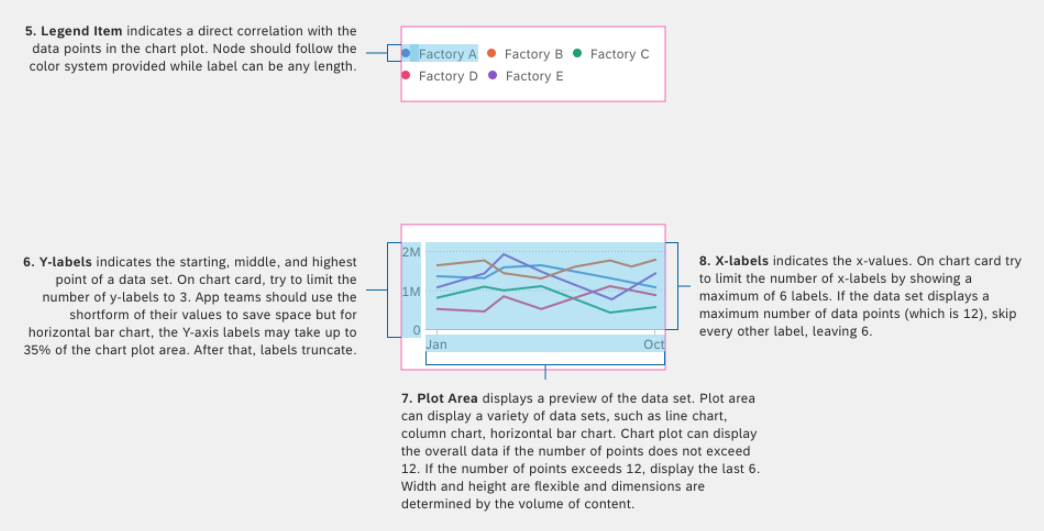 5. Legend Item indicates a direct correlation with the
data points in the chart plot. Node should follow the
color system provided while label can be any length.
Factory A Factory B Factory C
Factory D Factory E
6. Y-labels indicates the starting, middle, and highest
point of a data set. On chart card, try to limit the
number of y-labels to 3. App teams should use the
shortform of their values to save space but for
horizontal bar chart, the Y-axis labels may take up to
35% of the chart plot area. After that, labels truncate.
2M
1M
0
Jan Oct
8. X-labels indicates the x-values. On chart card try
to limit the number of x-labels by showing a
maximum of 6 labels. If the data set displays a
maximum number of data points (which is 12), skip
every other label, leaving 6.
7. Plot Area displays a preview of the data set. Plot area
can display a variety of data sets, such as line chart,
column chart, horizontal bar chart. Chart plot can display
the overall data if the number of points does not exceed
12. If the number of points exceeds 12, display the last 6.
Width and height are flexible and dimensions are
determined by the volume of content.